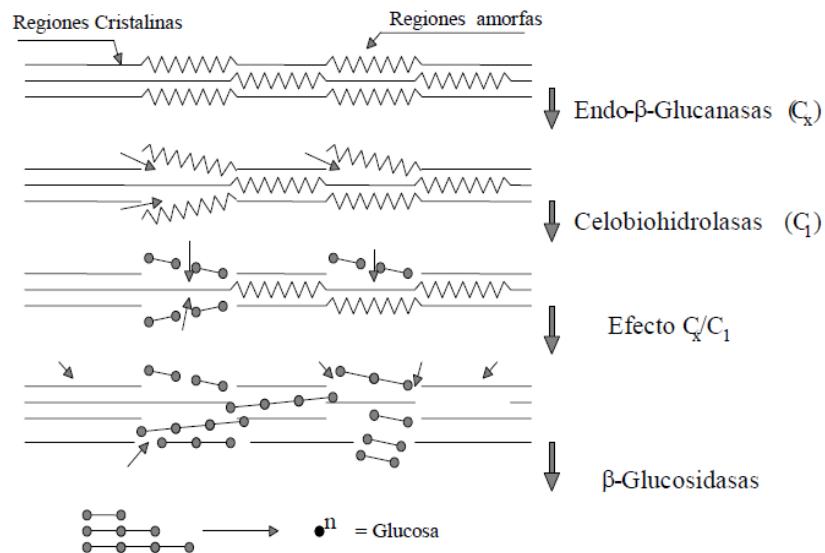 Regiones Cristalinas
Regiones amorfas
Endo-β-Glucanasas (Cx)
Celobiohidrolasas (C1)
Efecto Cx/C1
β-Glucosidasas
n = Glucosa